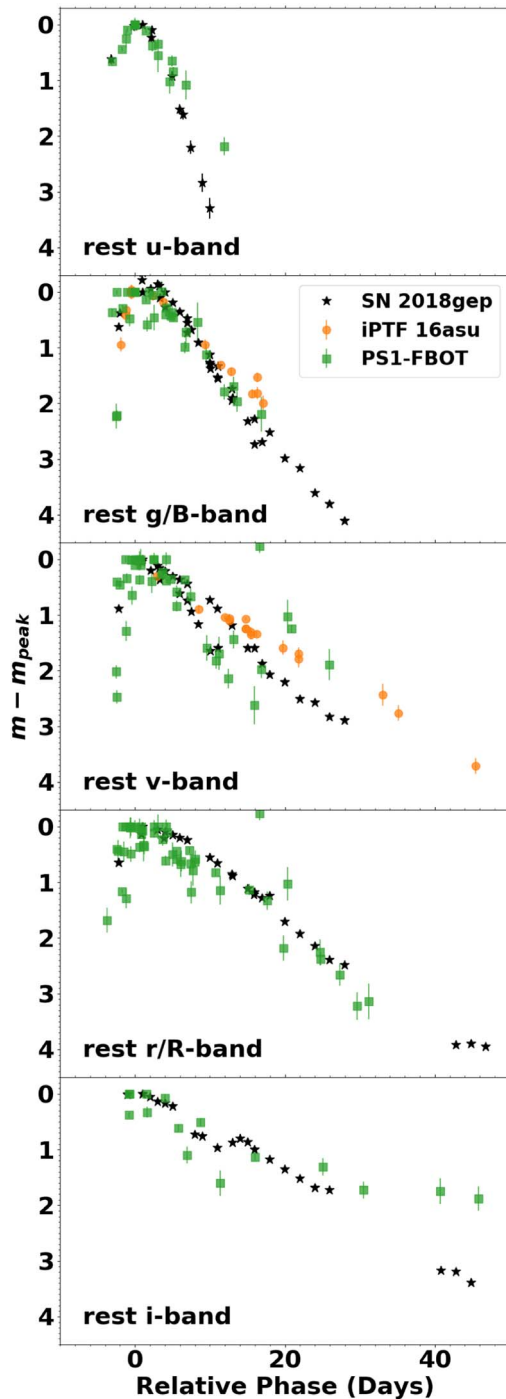 0
1
2
3
4
rest u-band
0
1
2
3
4
SN 2018gep
iPTF 16asu
PS1-FBOT
rest g/B-band
0
1
2
3
4
m − m_peak
rest v-band
0
1
2
3
4
rest r/R-band
0
1
2
3
4
rest i-band
0 20 40
Relative Phase (Days)